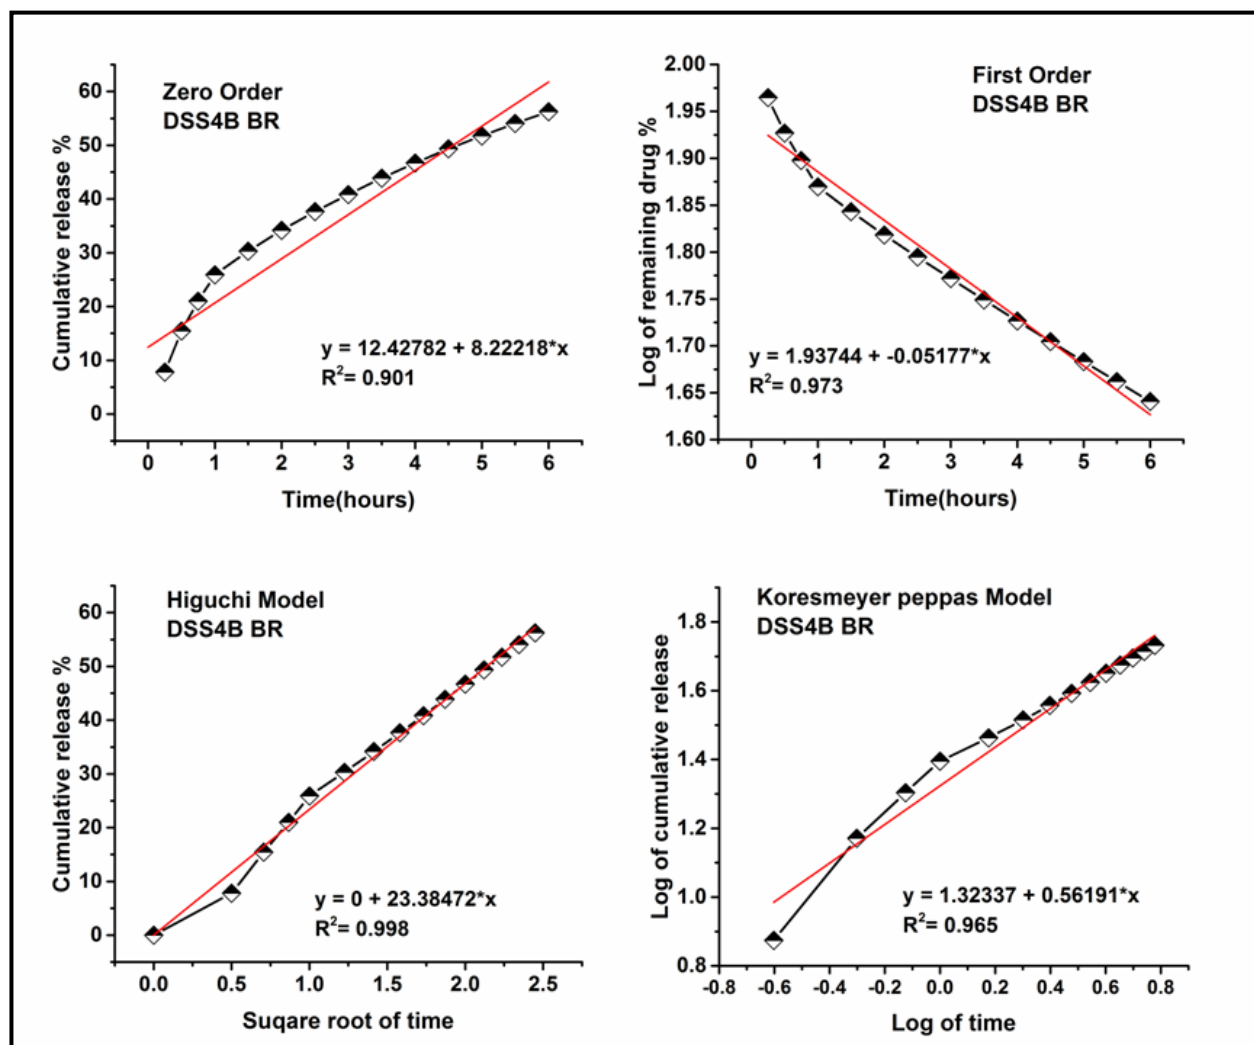 Zero Order
DSS4B BR
Cumulative release %
60
50
40
30
20
10
0
y = 12.42782 + 8.22218*x
R²= 0.901
0 1 2 3 4 5 6
Time(hours)
First Order
DSS4B BR
Log of remaining drug %
2.00
1.95
1.90
1.85
1.80
1.75
1.70
1.65
1.60
y = 1.93744 + -0.05177*x
R²= 0.973
0 1 2 3 4 5 6
Time(hours)
Higuchi Model
DSS4B BR
Cumulative release %
60
50
40
30
20
10
0
y = 0 + 23.38472*x
R²= 0.998
0.0 0.5 1.0 1.5 2.0 2.5
Suqare root of time
Koresmeyer peppas Model
DSS4B BR
Log of cumulative release
1.8
1.6
1.4
1.2
1.0
0.8
y = 1.32337 + 0.56191*x
R²= 0.965
-0.8 -0.6 -0.4 -0.2 0.0 0.2 0.4 0.6 0.8
Log of time